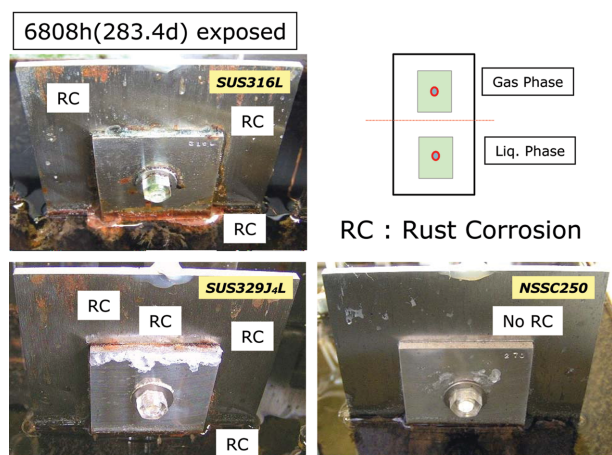 6808h(283.4d) exposed
SUS316L
RC
RC
RC
Gas Phase
Liq. Phase
RC : Rust Corrosion
SUS329J₄L
RC
RC
RC
RC
NSSC250
No RC